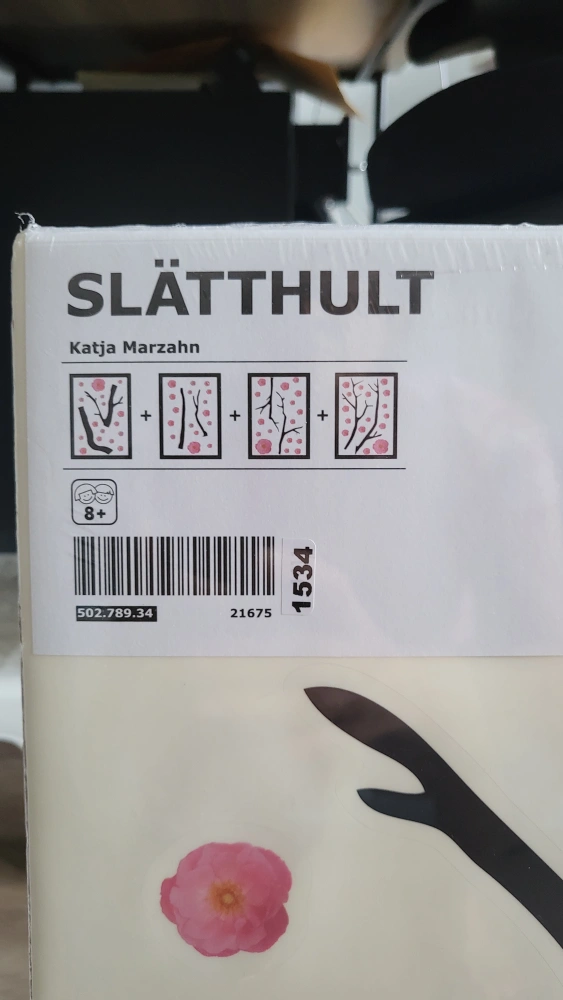 SLÄTTHULT
Katja Marzahn
+ + +
8+
1534
502.789.34 21675